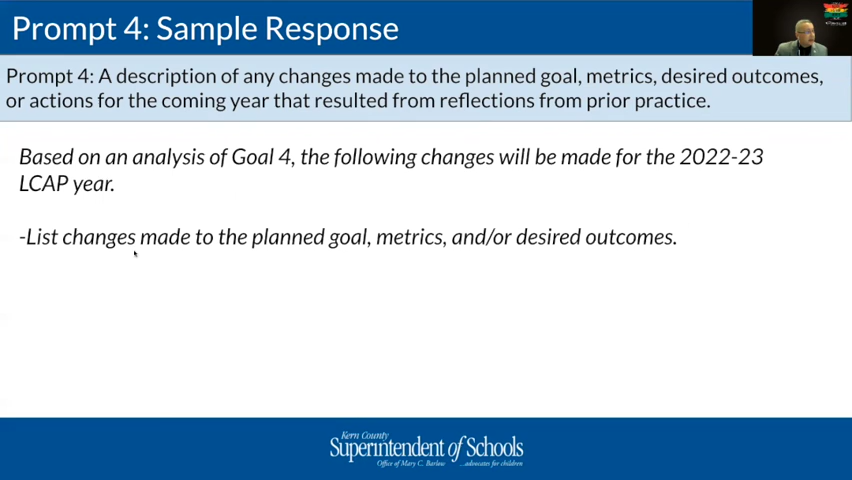 Prompt 4: Sample Response
Prompt 4: A description of any changes made to the planned goal, metrics, desired outcomes,
or actions for the coming year that resulted from reflections from prior practice.
Based on an analysis of Goal 4, the following changes will be made for the 2022-23
LCAP year.
-List changes made to the planned goal, metrics, and/or desired outcomes.
Kern County
Superintendent of Schools
Office of Mary C. Barlow ...advocates for children